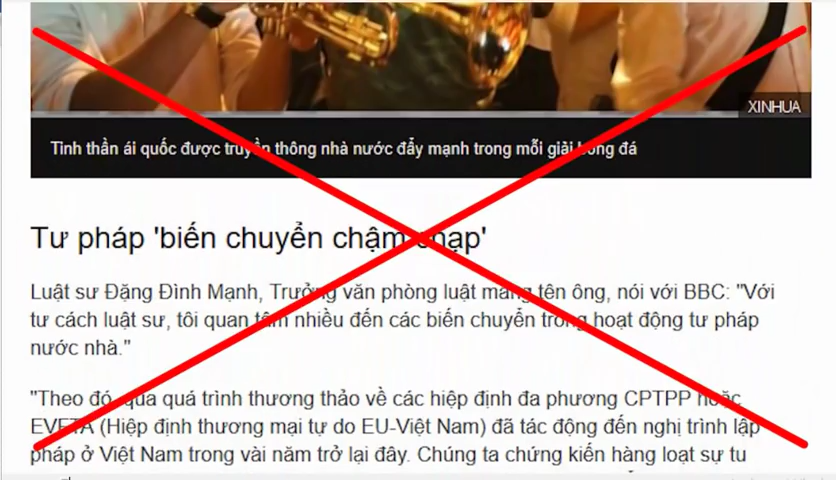 XINHUA
Tinh thần ái quốc được truyền thông nhà nước đẩy mạnh trong mỗi giải bóng đá
Tư pháp 'biến chuyển chậm chạp'
Luật sư Đặng Đình Mạnh, Trưởng văn phòng luật mang tên ông, nói với BBC: "Với
tư cách luật sư, tôi quan tâm nhiều đến các biến chuyển trong hoạt động tư pháp
nước nhà."
"Theo đó, qua quá trình thương thảo về các hiệp định đa phương CPTPP hoặc
EVFTA (Hiệp định thương mại tự do EU-Việt Nam) đã tác động đến nghị trình lập
pháp ở Việt Nam trong vài năm trở lại đây. Chúng ta chứng kiến hàng loạt sự tu